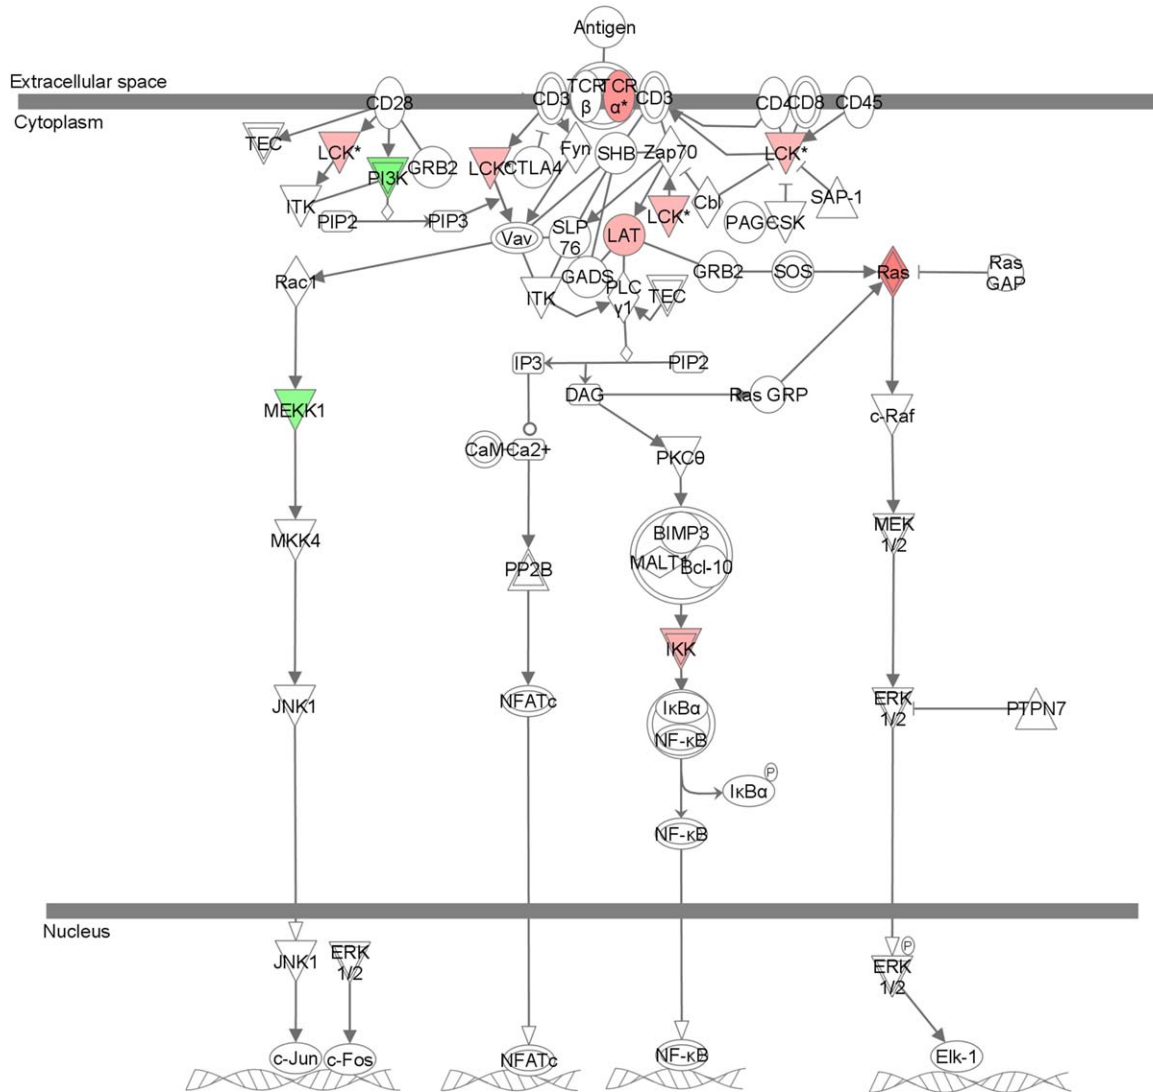 Antigen
Extracellular space
Cytoplasm
CD28
CD3
TCR
β
TCR
α*
CD3
CD4
CD8
CD45
TEC
LCK*
PI3K
GRB2
ITK
PIP2
PIP3
LCK*
CTLA4
Fyn
SHB
Zap70
LCK*
Cbl
LCK*
SAP-1
PAG
CSK
Vav
SLP
76
LAT
Rac1
ITK
GADS
PLC
γ1
TEC
GRB2
SOS
Ras
Ras
GAP
IP3
PIP2
DAG
Ras GRP
MEKK1
c-Raf
CaM
Ca2+
PKCθ
MKK4
PP2B
BIMP3
MALT1
Bcl-10
MEK
1/2
IKK
JNK1
NFATc
IκBα
NF-κB
ERK
1/2
PTPN7
P
IκBα
NF-κB
Nucleus
JNK1
ERK
1/2
P
ERK
1/2
c-Jun
c-Fos
NFATc
NF-κB
Elk-1